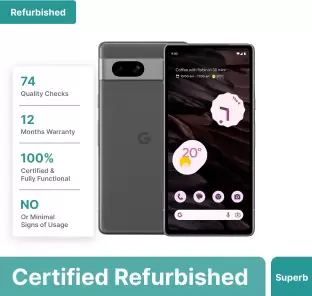 Refurbished
74
Quality Checks
12
Months Warranty
100%
Certified &
Fully Functional
NO
Or Minimal
Signs of Usage
20°
G
Certified Refurbished
Superb